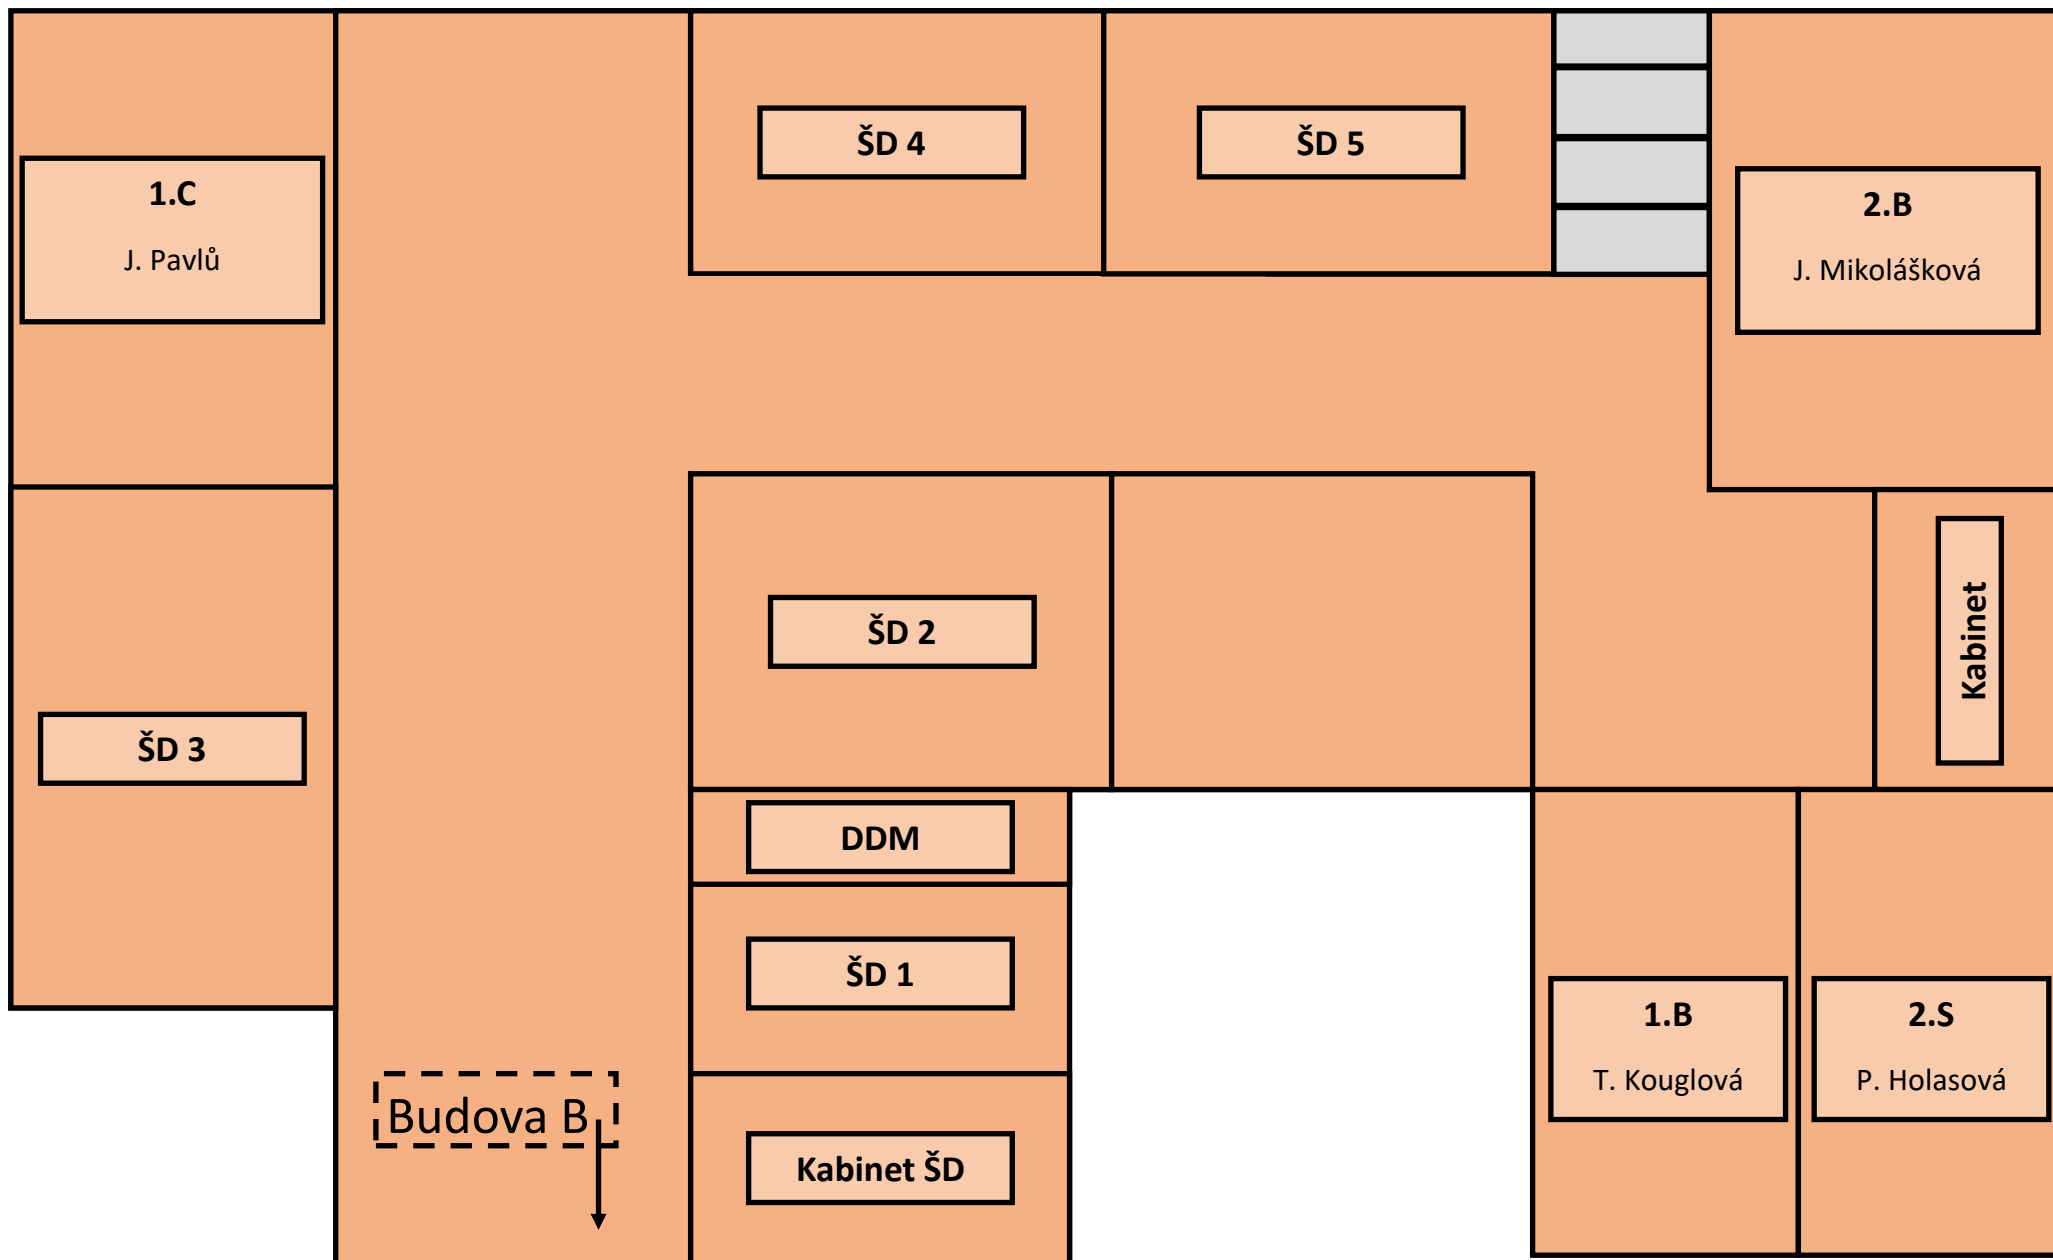 ŠD 4
ŠD 5
1.C
J. Pavlů
2.B
J. Mikolášková
ŠD 2
Kabinet
ŠD 3
DDM
ŠD 1
1.B
T. Kouglová
2.S
P. Holasová
Budova B
Kabinet ŠD